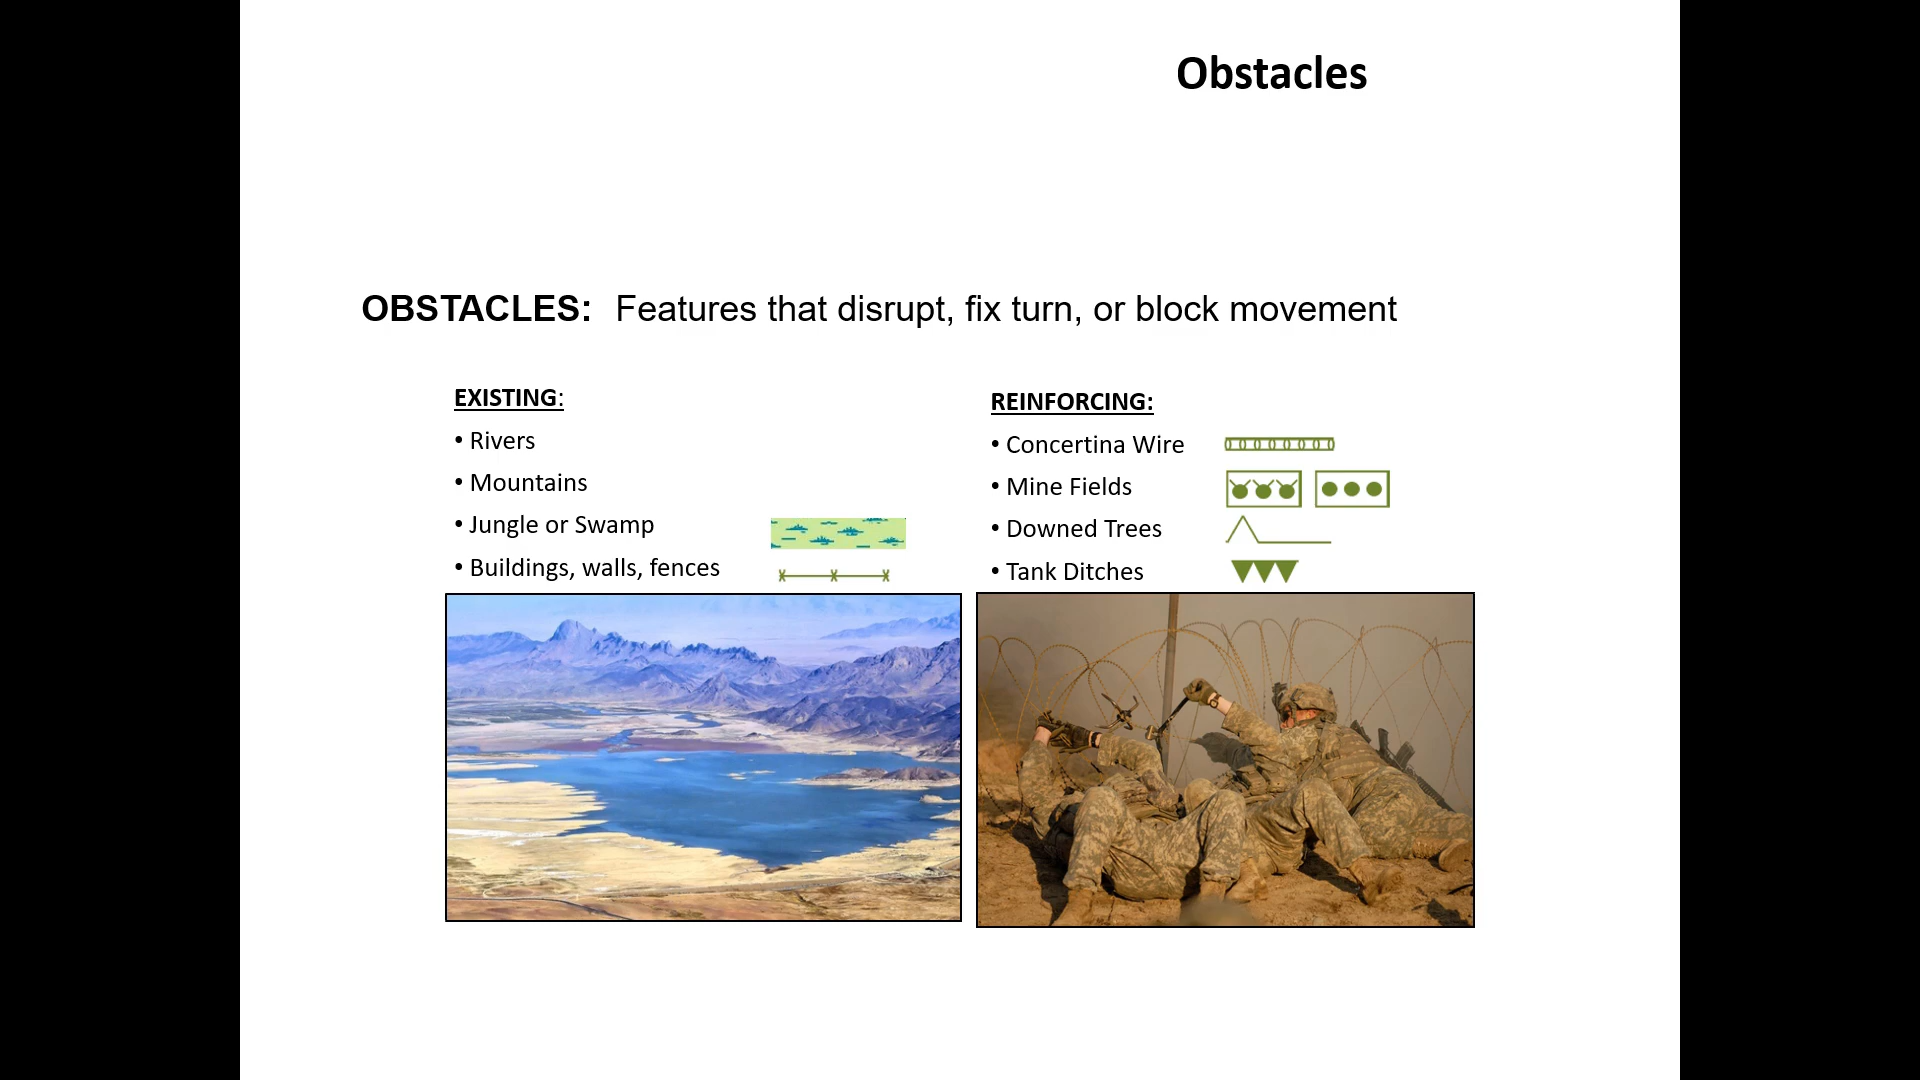 Obstacles
OBSTACLES: Features that disrupt, fix turn, or block movement
EXISTING:
• Rivers
• Mountains
• Jungle or Swamp
• Buildings, walls, fences
REINFORCING:
• Concertina Wire
• Mine Fields
• Downed Trees
• Tank Ditches